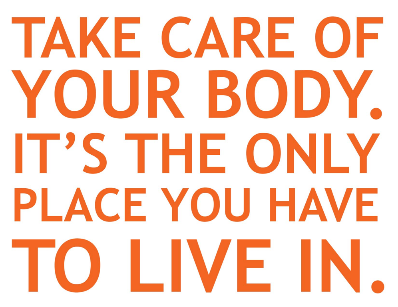 TAKE CARE OF
YOUR BODY.
IT’S THE ONLY
PLACE YOU HAVE
TO LIVE IN.